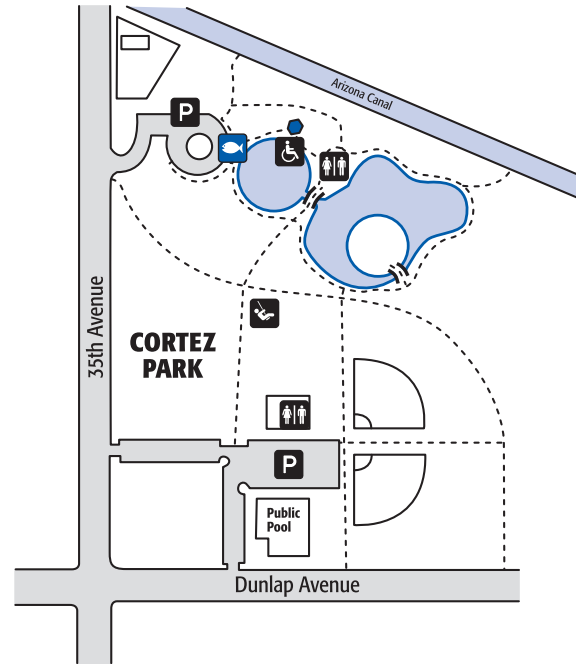 Arizona Canal
P
35th Avenue
CORTEZ
PARK
P
Public
Pool
Dunlap Avenue